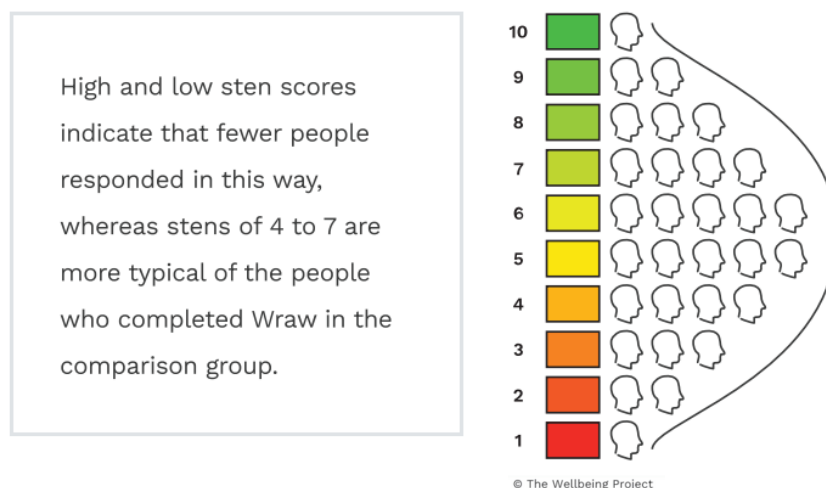 High and low sten scores
indicate that fewer people
responded in this way,
whereas stens of 4 to 7 are
more typical of the people
who completed Wraw in the
comparison group.
10
9
8
7
6
5
4
3
2
1
© The Wellbeing Project